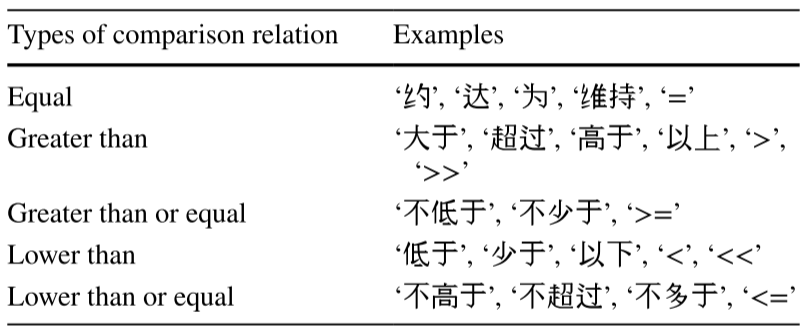 Types of comparison relation Examples
Equal ‘约’, ‘达’, ‘为’, ‘维持’, ‘=’
Greater than ‘大于’, ‘超过’, ‘高于’, ‘以上’, ‘>’,
‘>>’
Greater than or equal ‘不低于’, ‘不少于’, ‘>=’
Lower than ‘低于’, ‘少于’, ‘以下’, ‘<’, ‘<<’
Lower than or equal ‘不高于’, ‘不超过’, ‘不多于’, ‘<=’